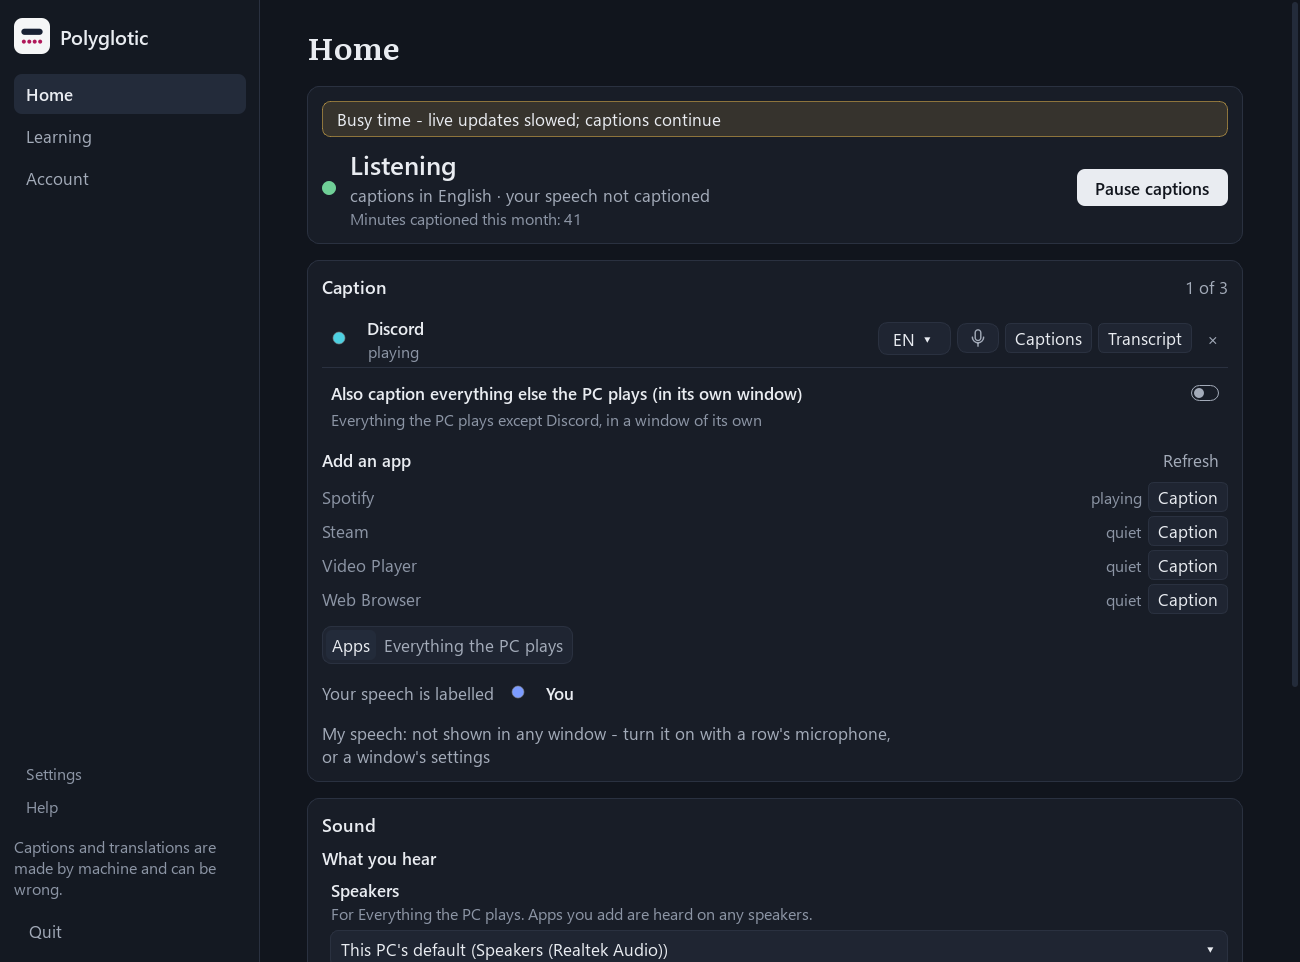 Polyglotic
Home
Learning
Account
Settings
Help
Captions and translations are
made by machine and can be
wrong.
Quit
Home
Busy time - live updates slowed; captions continue
Listening
captions in English · your speech not captioned
Minutes captioned this month: 41
Pause captions
Caption
1 of 3
Discord
playing
EN ▾
Captions
Transcript
×
Also caption everything else the PC plays (in its own window)
Everything the PC plays except Discord, in a window of its own
Add an app
Refresh
Spotify
playing
Caption
Steam
quiet
Caption
Video Player
quiet
Caption
Web Browser
quiet
Caption
Apps
Everything the PC plays
Your speech is labelled
You
My speech: not shown in any window - turn it on with a row's microphone,
or a window's settings
Sound
What you hear
Speakers
For Everything the PC plays. Apps you add are heard on any speakers.
This PC's default (Speakers (Realtek Audio))